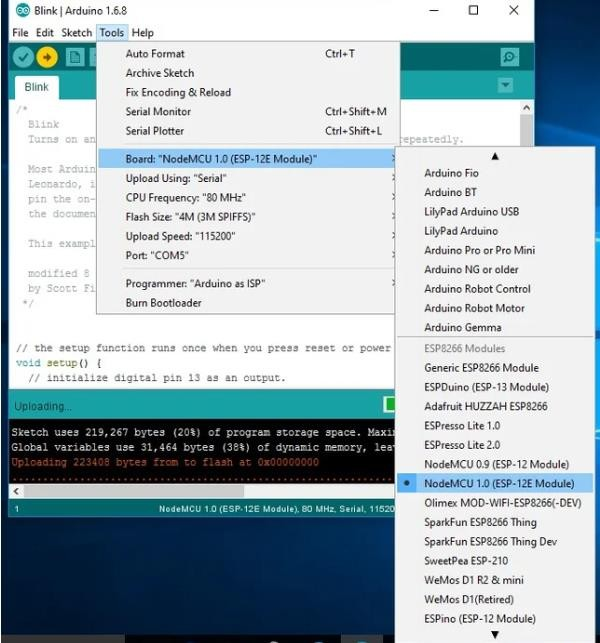 Blink | Arduino 1.6.8
File Edit Sketch Tools Help
Blink
Auto Format Ctrl+T
Archive Sketch
Fix Encoding & Reload
Serial Monitor Ctrl+Shift+M
Serial Plotter Ctrl+Shift+L
Board: "NodeMCU 1.0 (ESP-12E Module)"
Upload Using: "Serial"
CPU Frequency: "80 MHz"
Flash Size: "4M (3M SPIFFS)"
Upload Speed: "115200"
Port: "COM5"
Programmer: "Arduino as ISP"
Burn Bootloader
/*
Blink
Turns on an repeatedly.
Most Arduin
Leonardo, i
pin the on-
the documen
This exampl
modified 8
by Scott Fi
*/
// the setup function runs once when you press reset or power
void setup() {
// initialize digital pin 13 as an output.
Uploading...
Sketch uses 219,267 bytes (20%) of program storage space. Maxi
Global variables use 31,464 bytes (38%) of dynamic memory, lea
Uploading 223408 bytes from to flash at 0x00000000
................................................................
1 NodeMCU 1.0 (ESP-12E Module), 80 MHz, Serial, 11520
Arduino Fio
Arduino BT
LilyPad Arduino USB
LilyPad Arduino
Arduino Pro or Pro Mini
Arduino NG or older
Arduino Robot Control
Arduino Robot Motor
Arduino Gemma
ESP8266 Modules
Generic ESP8266 Module
ESPDuino (ESP-13 Module)
Adafruit HUZZAH ESP8266
ESPresso Lite 1.0
ESPresso Lite 2.0
NodeMCU 0.9 (ESP-12 Module)
NodeMCU 1.0 (ESP-12E Module)
Olimex MOD-WIFI-ESP8266(-DEV)
SparkFun ESP8266 Thing
SparkFun ESP8266 Thing Dev
SweetPea ESP-210
WeMos D1 R2 & mini
WeMos D1(Retired)
ESPino (ESP-12 Module)